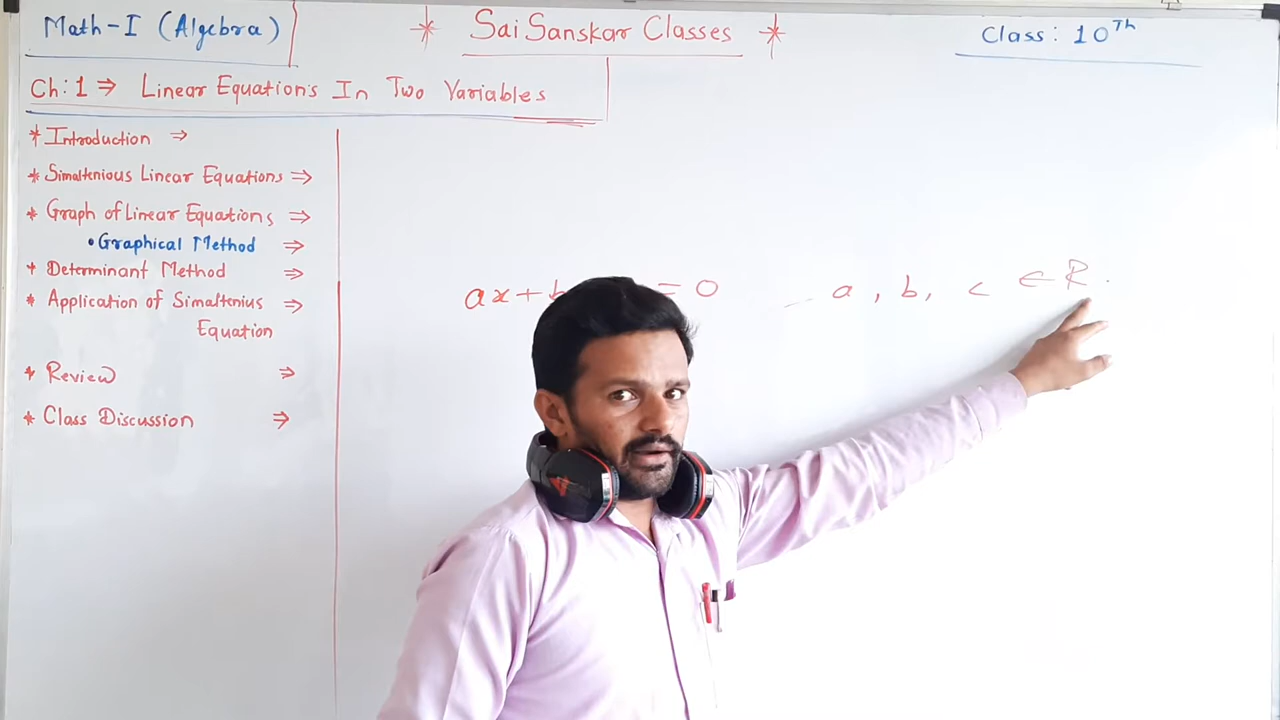 Math-I (Algebra)
* Sai Sanskar Classes *
Class: 10Th
Ch:1 ⇒ Linear Equations In Two Variables
* Introduction ⇒
* Simaltenious Linear Equations ⇒
* Graph of Linear Equations ⇒
• Graphical Method ⇒
* Determinant Method ⇒
* Application of Simaltenius ⇒
Equation
* Review ⇒
* Class Discussion ⇒
ax+b = 0 a, b, c ∈ R.